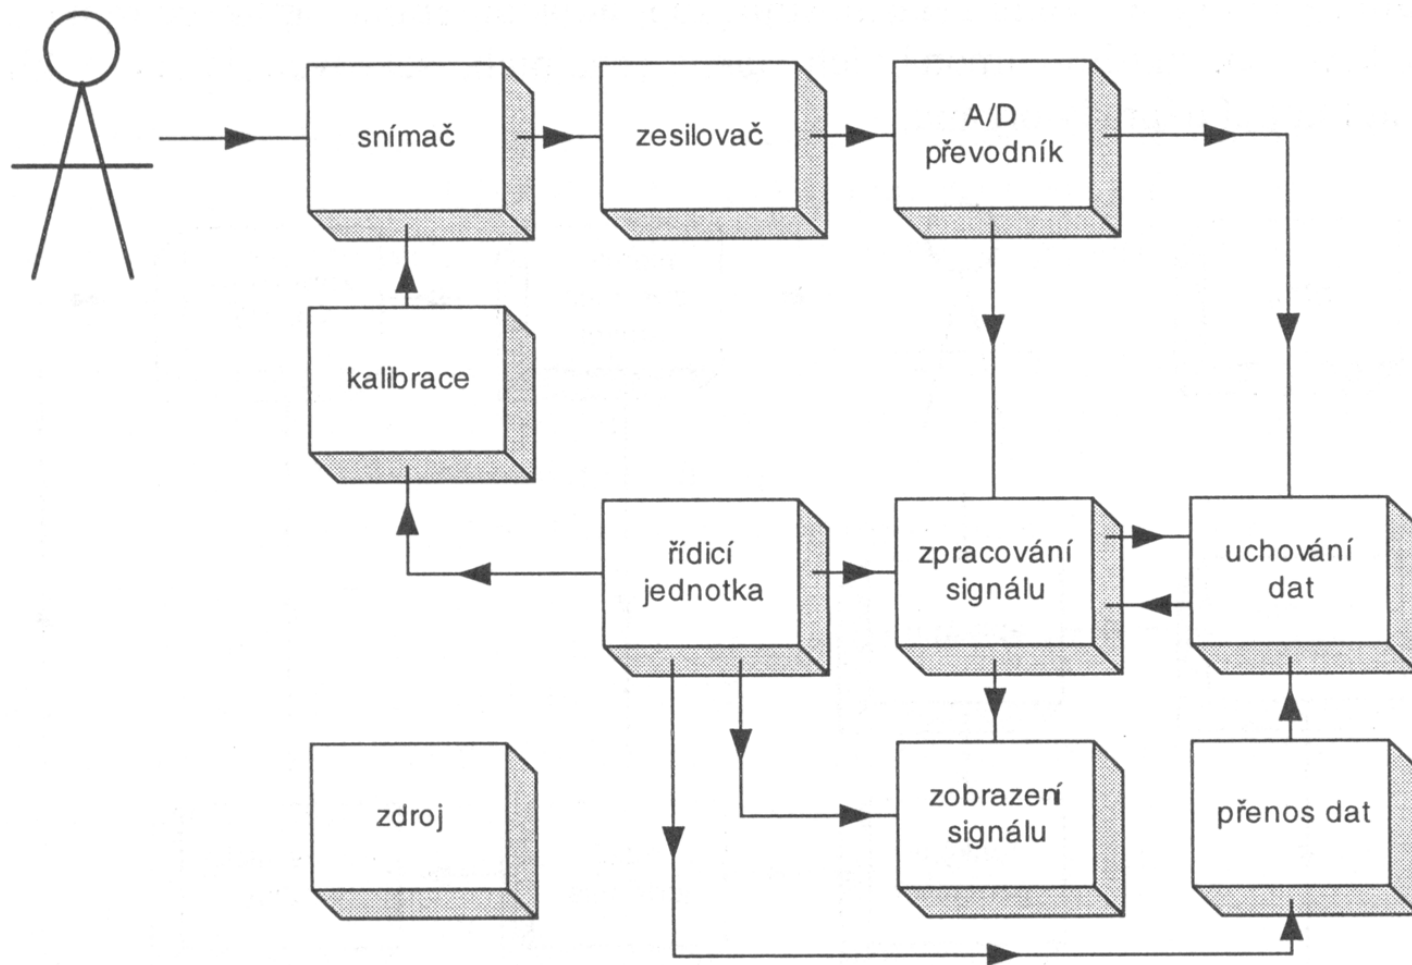 snímač
zesilovač
A/D
převodník
kalibrace
řídicí
jednotka
zpracování
signálu
uchování
dat
zdroj
zobrazení
signálu
přenos dat